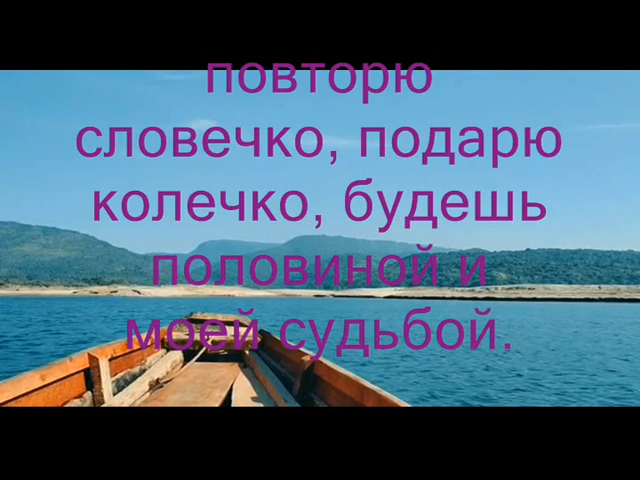 повторю
словечко, подарю
колечко, будешь
половиной и
моей судьбой.